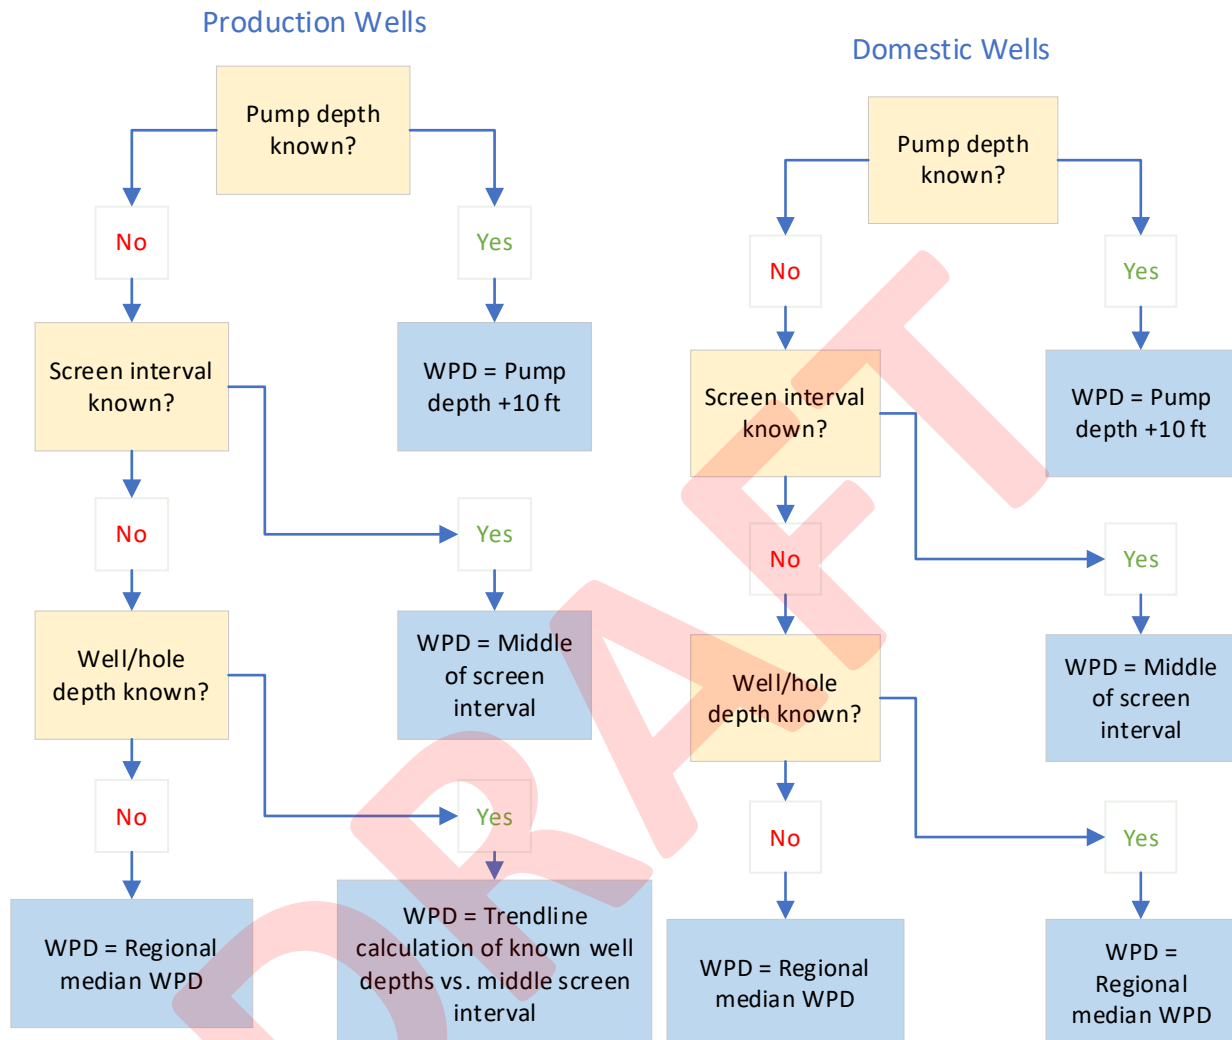 Production Wells
Pump depth
known?
No
Yes
Screen interval
known?
WPD = Pump
depth +10 ft
No
Yes
Well/hole
depth known?
WPD = Middle
of screen
interval
No
Yes
WPD = Regional
median WPD
WPD = Trendline
calculation of known well
depths vs. middle screen
interval
Domestic Wells
Pump depth
known?
No
Yes
Screen interval
known?
WPD = Pump
depth +10 ft
No
Yes
Well/hole
depth known?
WPD = Middle
of screen
interval
No
Yes
WPD = Regional
median WPD
WPD =
Regional
median WPD
DRAFT